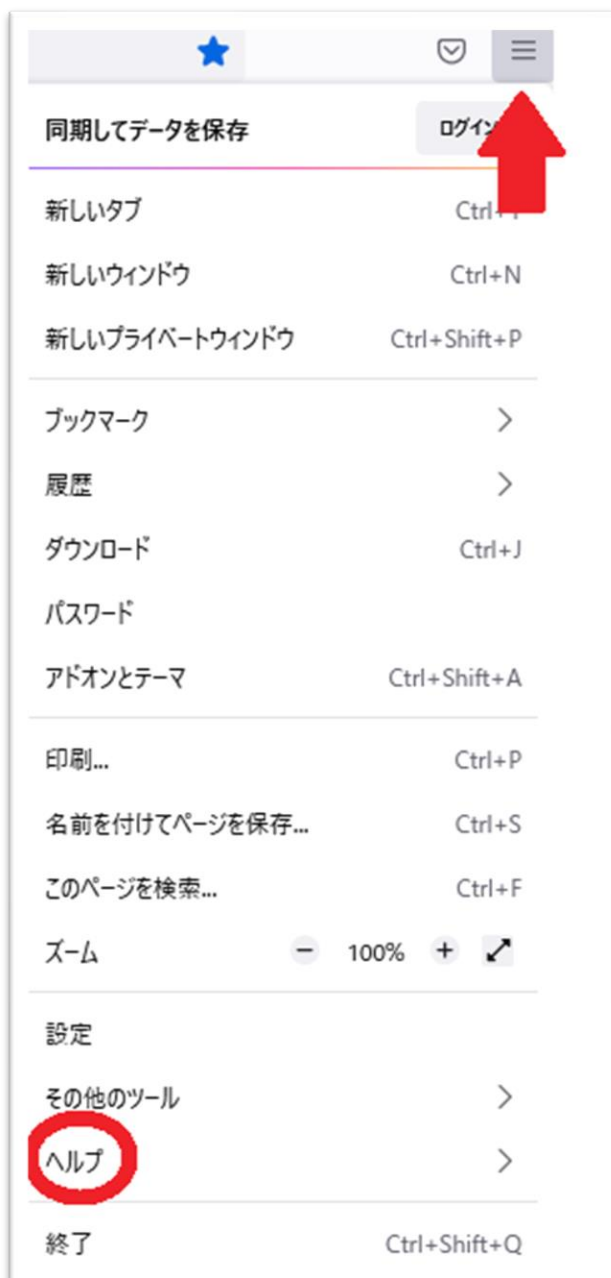 同期してデータを保存
新しいタブ Ctrl+
新しいウィンドウ Ctrl+N
新しいプライベートウィンドウ Ctrl+Shift+P
ブックマーク
履歴
ダウンロード Ctrl+J
パスワード
アドオンとテーマ Ctrl+Shift+A
印刷... Ctrl+P
名前を付けてページを保存... Ctrl+S
このページを検索... Ctrl+F
ズーム − 100% +
設定
その他のツール
ヘルプ
終了 Ctrl+Shift+Q